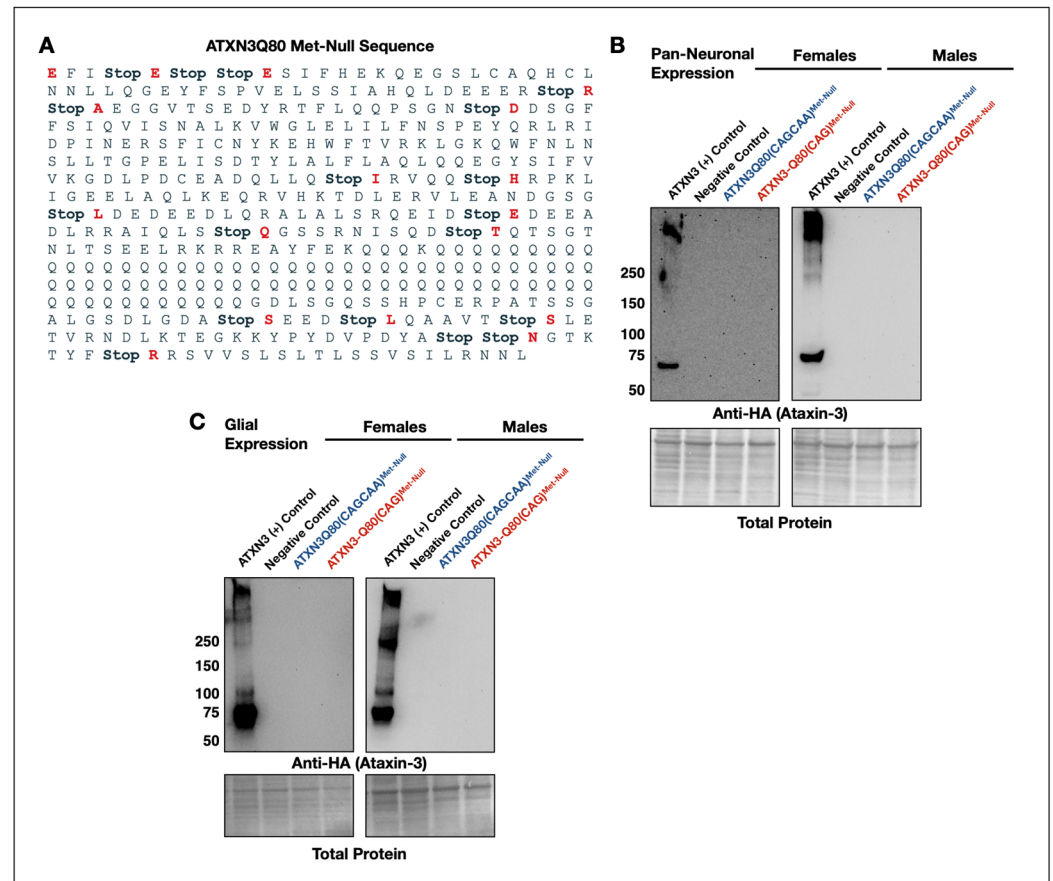 A
ATXN3Q80 Met-Null Sequence
E F I Stop E Stop Stop E S I F H E K Q E G S L C A Q H C L
N N L L Q G E Y F S P V E L S S I A H Q L D E E E R Stop R
Stop A E G G V T S E D Y R T F L Q Q P S G N Stop D D S G F
F S I Q V I S N A L K V W G L E L I L F N S P E Y Q R L R I
D P I N E R S F I C N Y K E H W F T V R K L G K Q W F N L N
S L L T G P E L I S D T Y L A L F L A Q L Q Q E G Y S I F V
V K G D L P D C E A D Q L L Q Stop I R V Q Q Stop H R P K L
I G E E L A Q L K E Q R V H K T D L E R V L E A N D G S
Stop L D E D E E D L Q R A L A L S R Q E I D Stop E D E E A
D L R R A I Q L S Stop Q G S S R N I S Q D Stop T Q T S G T
N L T S E E L R K R R E A Y F E K Q Q Q K Q Q Q Q Q Q Q Q Q
Q Q Q Q Q Q Q Q Q Q Q Q Q Q Q Q Q Q Q Q Q Q Q Q Q Q Q Q Q Q
Q Q Q Q Q Q Q Q Q Q Q Q Q Q Q Q Q Q Q Q Q Q Q Q Q Q Q Q Q Q
Q Q Q Q Q Q Q Q Q Q Q G D L S G Q S S H P C E R P A T S S G
A L G S D L G D A Stop S E E D Stop L Q A A V T Stop S L E
T V R N D L K T E G K K Y P Y D V P D Y A Stop Stop N G T K
T Y F Stop R R S V V S L S L T L S S V S I L R N N L
B
Pan-Neuronal
Expression
Females
Males
ATXN3 (+) Control
Negative Control
ATXN3Q80(CAGCAA)Met-Null
ATXN3-Q80(CAG)Met-Null
ATXN3 (+) Control
Negative Control
ATXN3Q80(CAGCAA)Met-Null
ATXN3-Q80(CAG)Met-Null
250
150
100
75
50
Anti-HA (Ataxin-3)
Total Protein
C
Glial
Expression
Females
Males
ATXN3 (+) Control
Negative Control
ATXN3Q80(CAGCAA)Met-Null
ATXN3-Q80(CAG)Met-Null
ATXN3 (+) Control
Negative Control
ATXN3Q80(CAGCAA)Met-Null
ATXN3-Q80(CAG)Met-Null
250
150
100
75
50
Anti-HA (Ataxin-3)
Total Protein